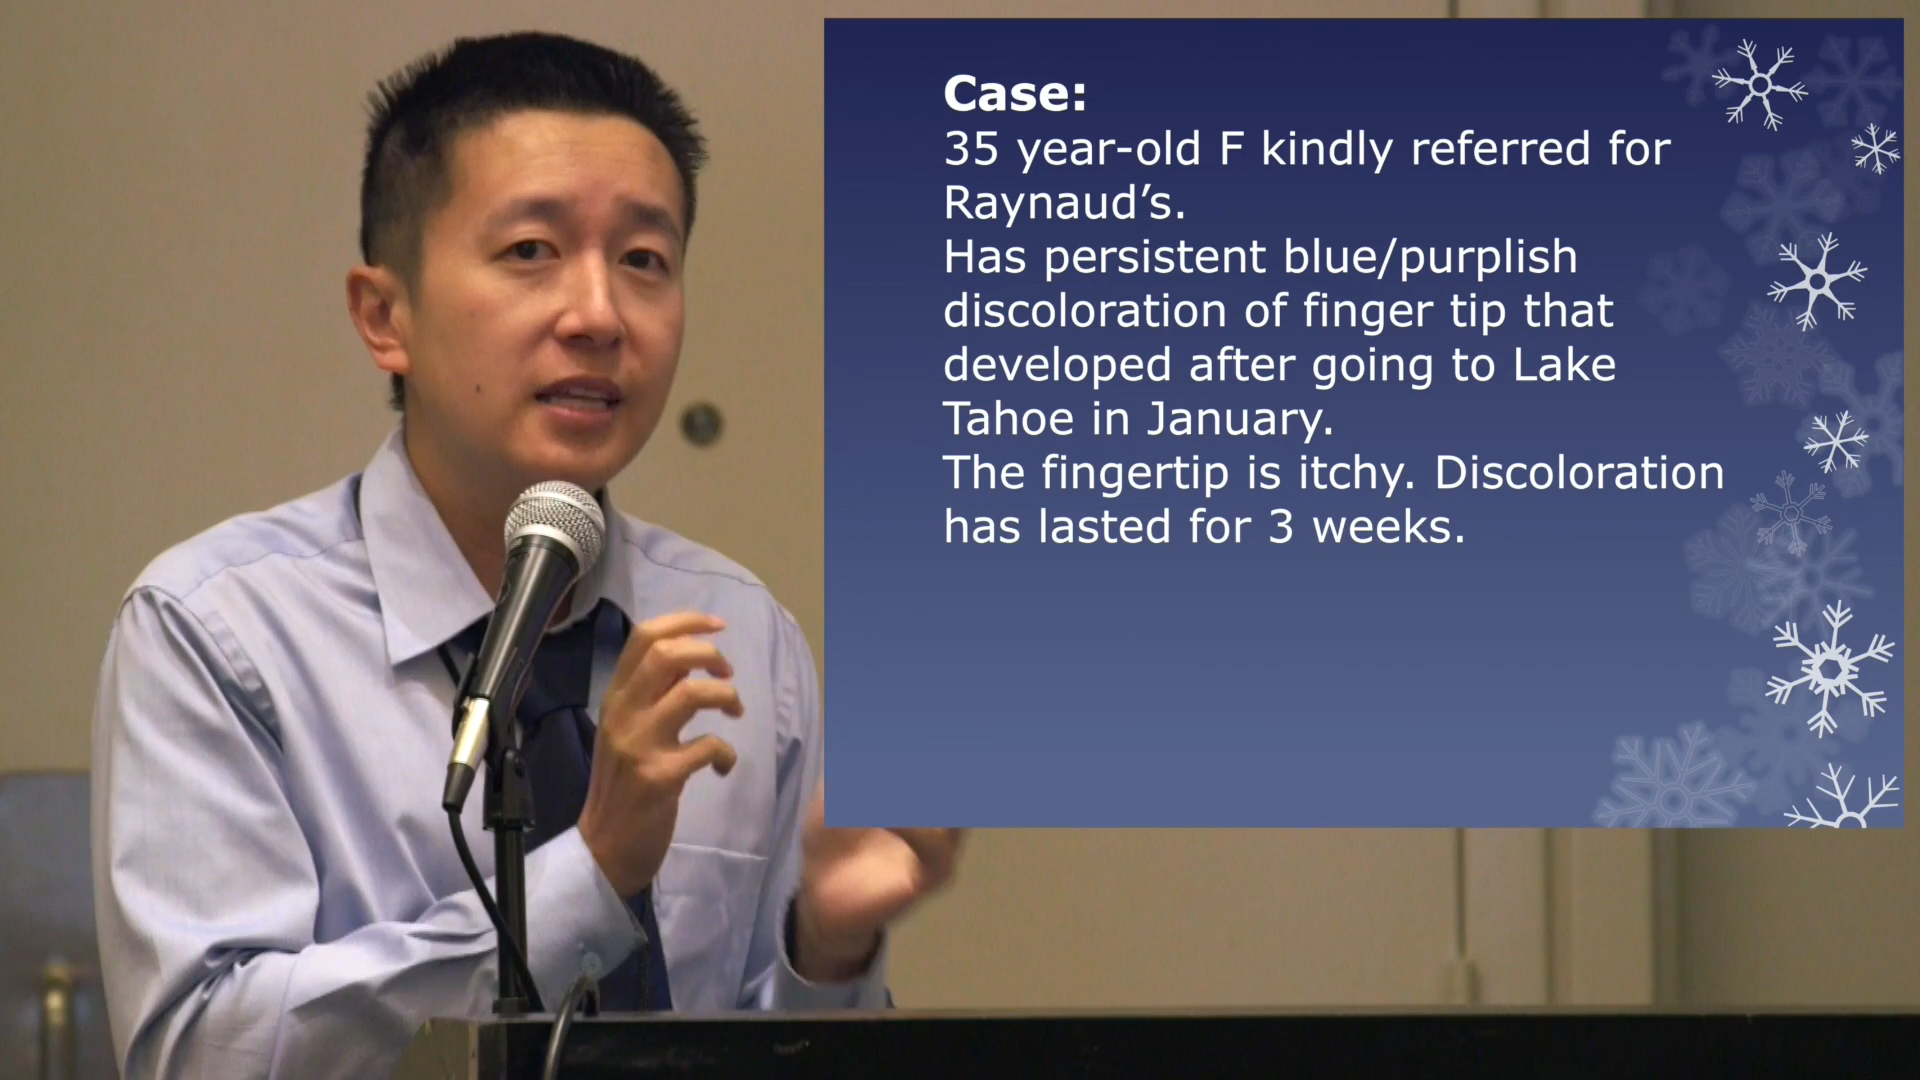 Case:
35 year-old F kindly referred for
Raynaud’s.
Has persistent blue/purplish
discoloration of finger tip that
developed after going to Lake
Tahoe in January.
The fingertip is itchy. Discoloration
has lasted for 3 weeks.